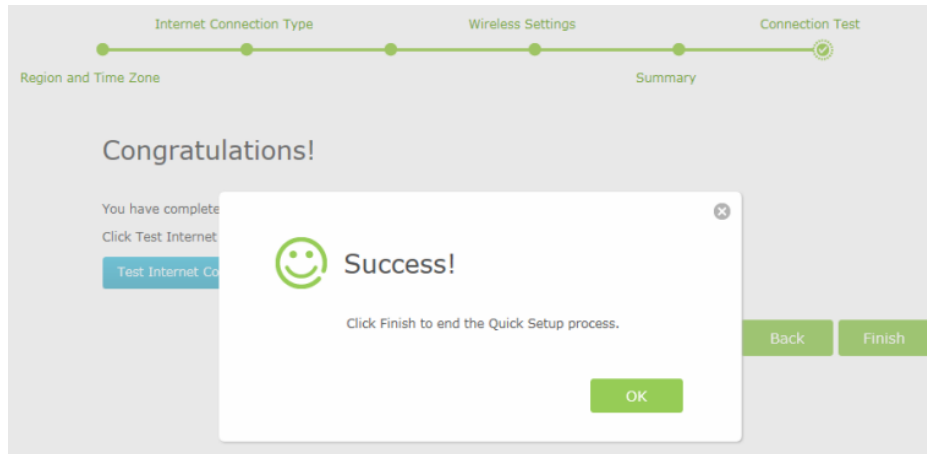 Internet Connection Type
Wireless Settings
Connection Test
Region and Time Zone
Summary
Congratulations!
You have complete
Click Test Internet
Test Internet Co
Success!
Click Finish to end the Quick Setup process.
Back
Finish
OK